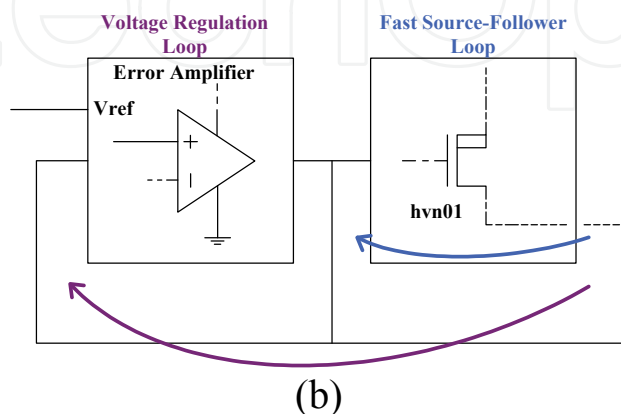 Voltage Regulation
Loop
Fast Source-Follower
Loop
Error Amplifier
Vref
+
hvn01
(b)